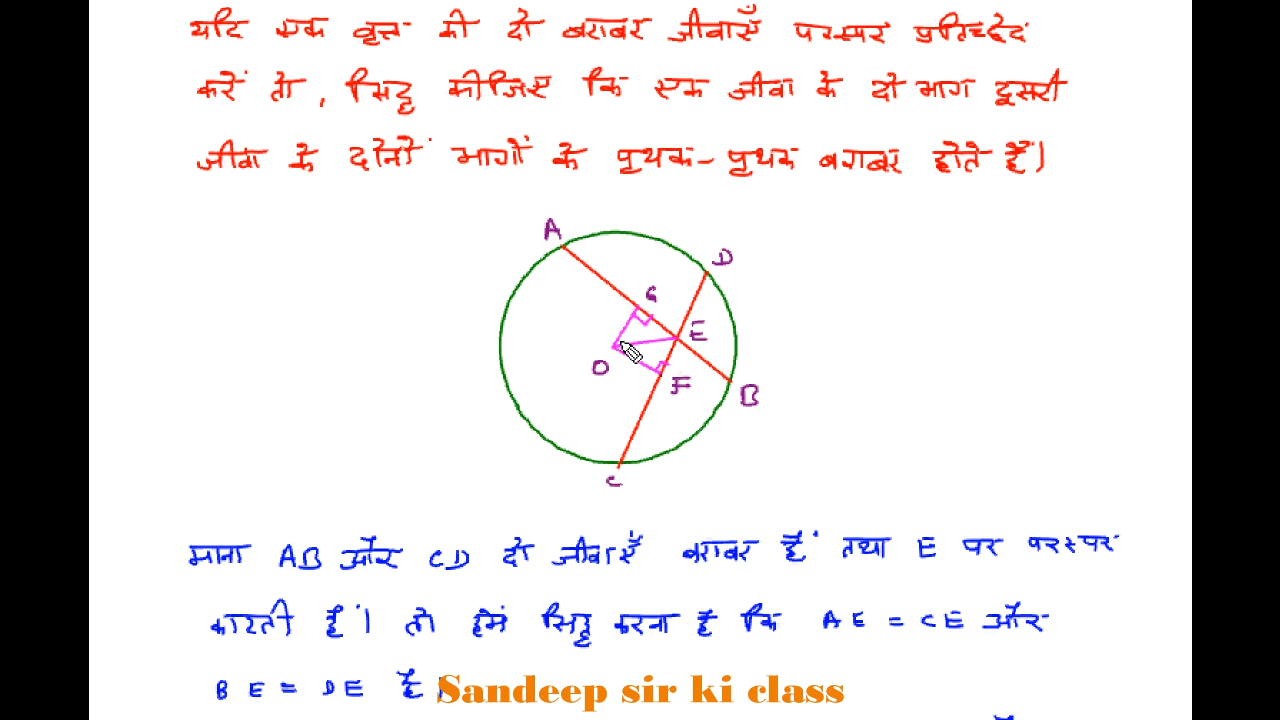 यदि एक वृत्त की दो बराबर जीवाएँ परस्पर प्रतिच्छेद
करें तो, सिद्ध कीजिए कि एक जीवा के दो भाग दूसरी
जीवा के दोनों भागों के पृथक-पृथक बराबर होते हैं।
A
D
G
E
O
F
B
C
माना AB और CD दो जीवाएँ बराबर हैं तथा E पर परस्पर
काटती हैं। तो हमें सिद्ध करना है कि AE = CE और
BE = DE है।
Sandeep sir ki class